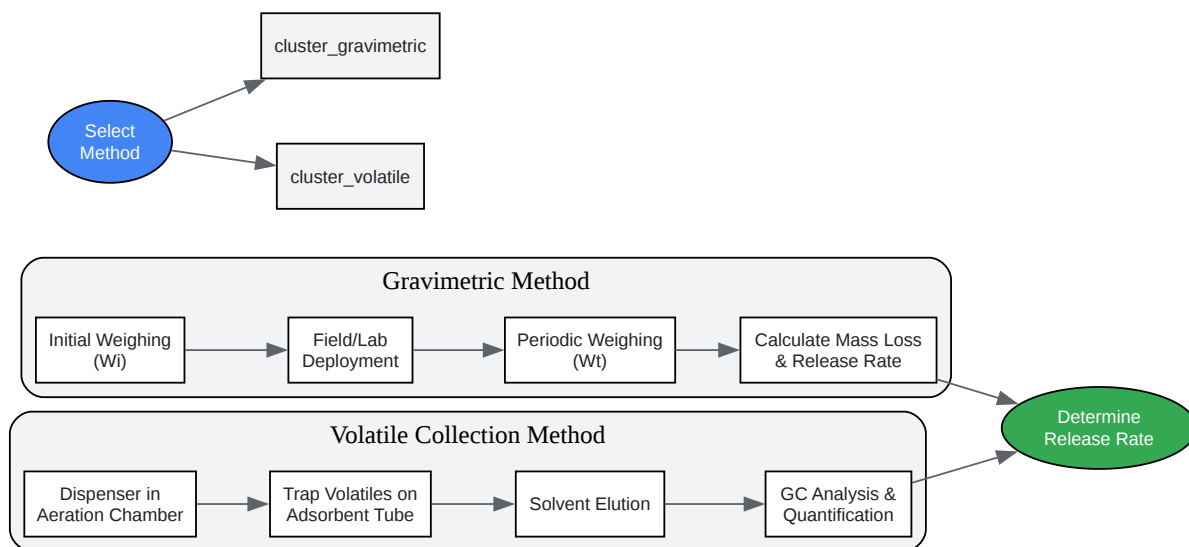 cluster_gravimetric
Select
Method
cluster_volatile
Gravimetric Method
Initial Weighing
(Wi)
Field/Lab
Deployment
Periodic Weighing
(Wt)
Calculate Mass Loss
& Release Rate
Determine
Release Rate
Volatile Collection Method
Dispenser in
Aeration Chamber
Trap Volatiles on
Adsorbent Tube
Solvent Elution
GC Analysis &
Quantification